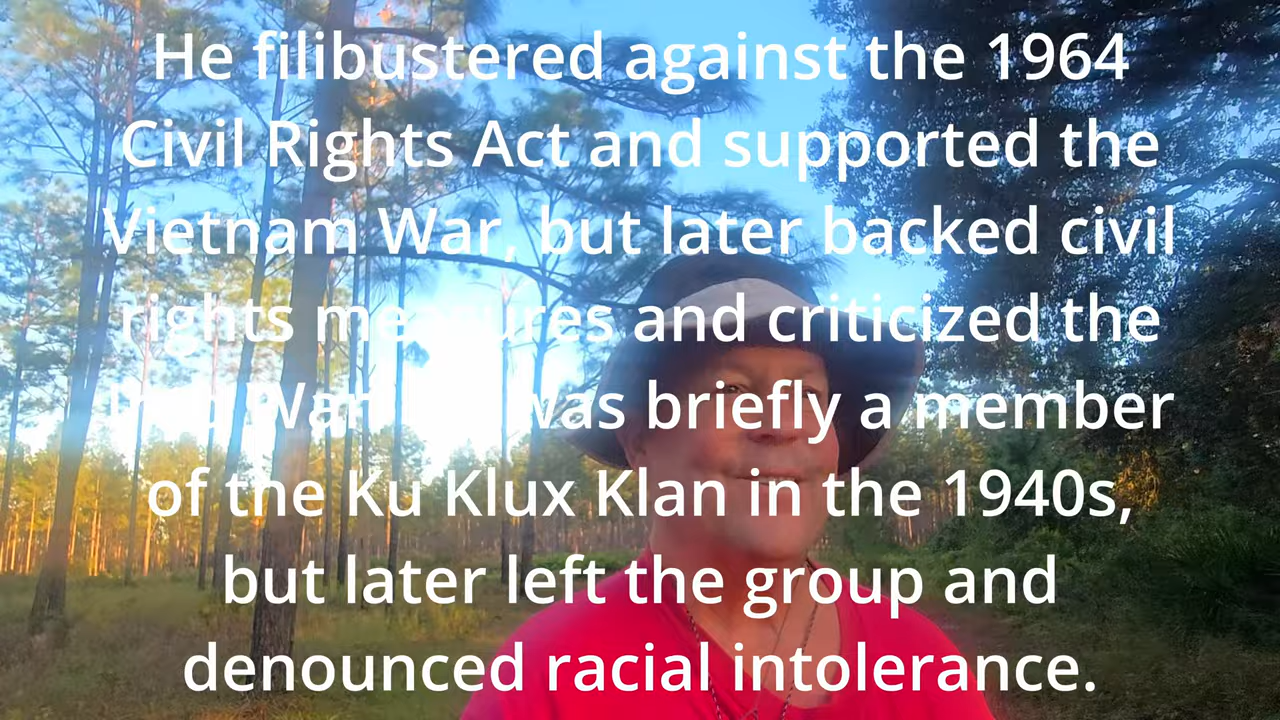 He filibustered against the 1964
Civil Rights Act and supported the
Vietnam War, but later backed civil
rights measures and criticized the
War was briefly a member
of the Ku Klux Klan in the 1940s,
but later left the group and
denounced racial intolerance.